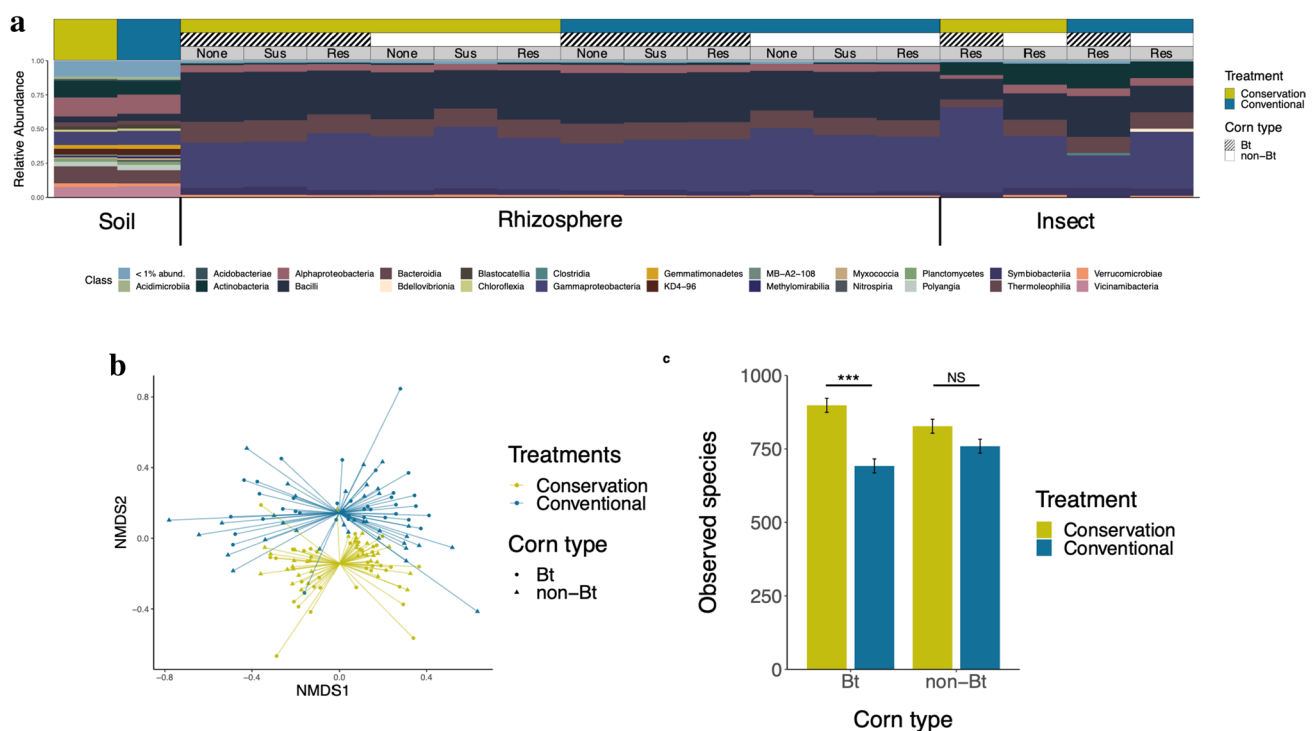 a
None Sus Res None Sus Res None Sus Res None Sus Res Res Res Res Res
Relative Abundance
1.00
0.75
0.50
0.25
0.00
Soil Rhizosphere Insect
Treatment
Conservation
Conventional
Corn type
Bt
non-Bt
Class
< 1% abund. Acidobacteriae Alphaproteobacteria Bacteroidia Blastocatellia Clostridia Gemmatimonadetes MB-A2-108 Myxococcia Planctomycetes Symbiobacteriia Verrucomicrobiae
Acidimicrobiia Actinobacteria Bacilli Bdellovibrionia Chloroflexia Gammaproteobacteria KD4-96 Methylomirabilia Nitrospiria Polyangia Thermoleophilia Vicinamibacteria
b
NMDS2
0.8
0.4
0.0
-0.4
-0.8 -0.4 0.0 0.4
NMDS1
Treatments
Conservation
Conventional
Corn type
Bt
non-Bt
c
Observed species
1000
750
500
250
0
*** NS
Bt non-Bt
Corn type
Treatment
Conservation
Conventional